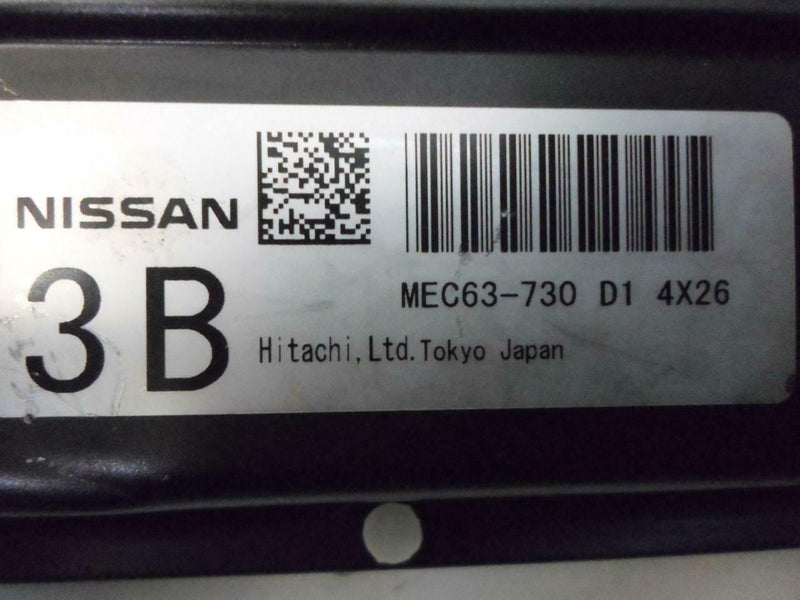 NISSAN
3B
MEC63-730 D1 4X26
Hitachi,Ltd.Tokyo Japan